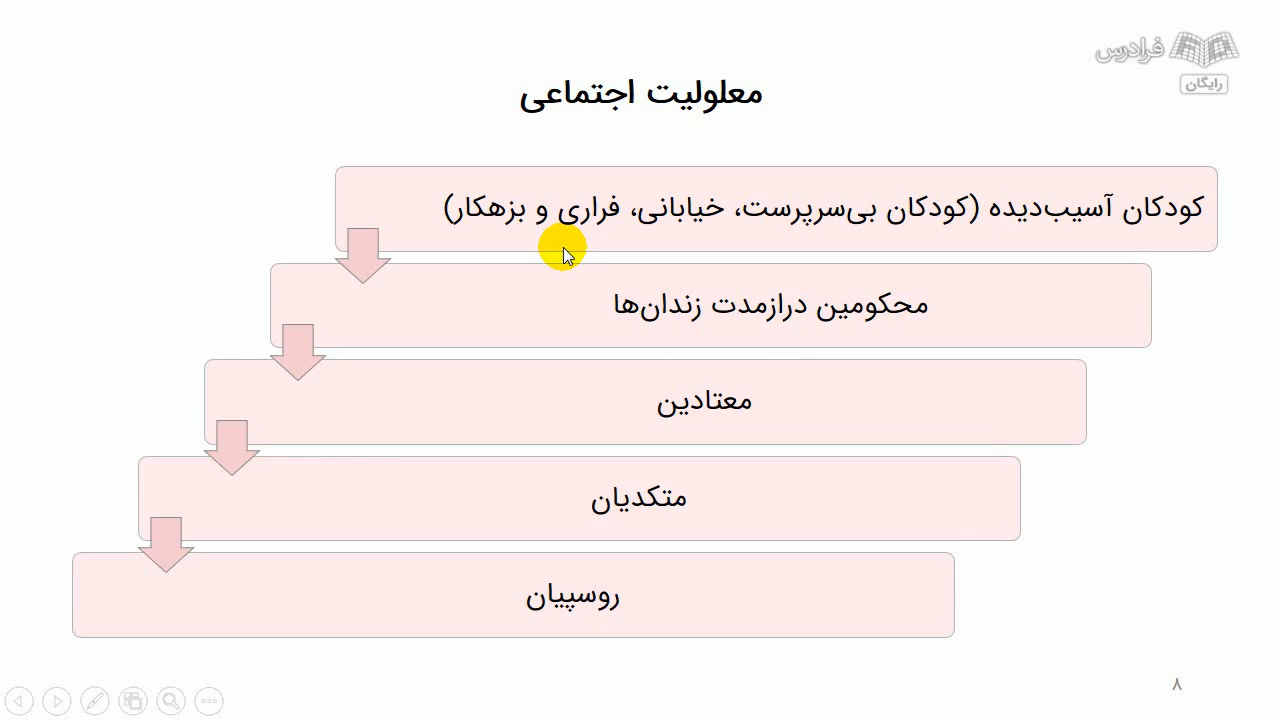 فرادرس
رایگان
معلولیت اجتماعی
کودکان آسیب‌دیده (کودکان بی‌سرپرست، خیابانی، فراری و بزهکار)
محکومین درازمدت زندان‌ها
معتادین
متکدیان
روسپیان
۸